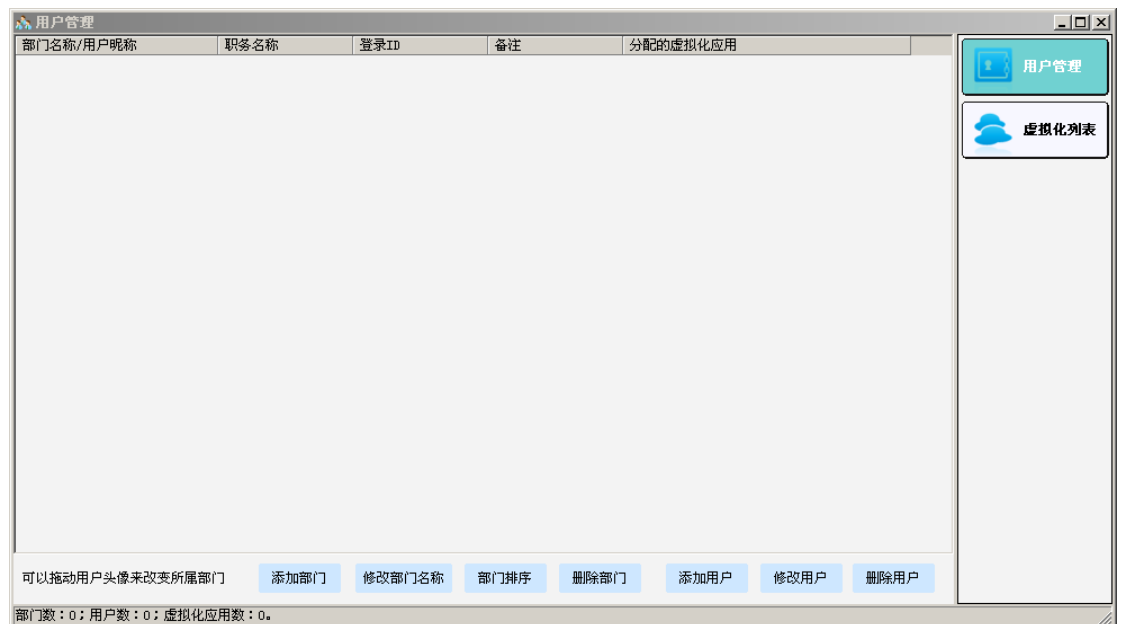 用户管理
部门名称/用户昵称 职务名称 登录ID 备注 分配的虚拟化应用
用户管理
虚拟化列表
可以拖动用户头像来改变所属部门 添加部门 修改部门名称 部门排序 删除部门 添加用户 修改用户 删除用户
部门数：0；用户数：0；虚拟化应用数：0。